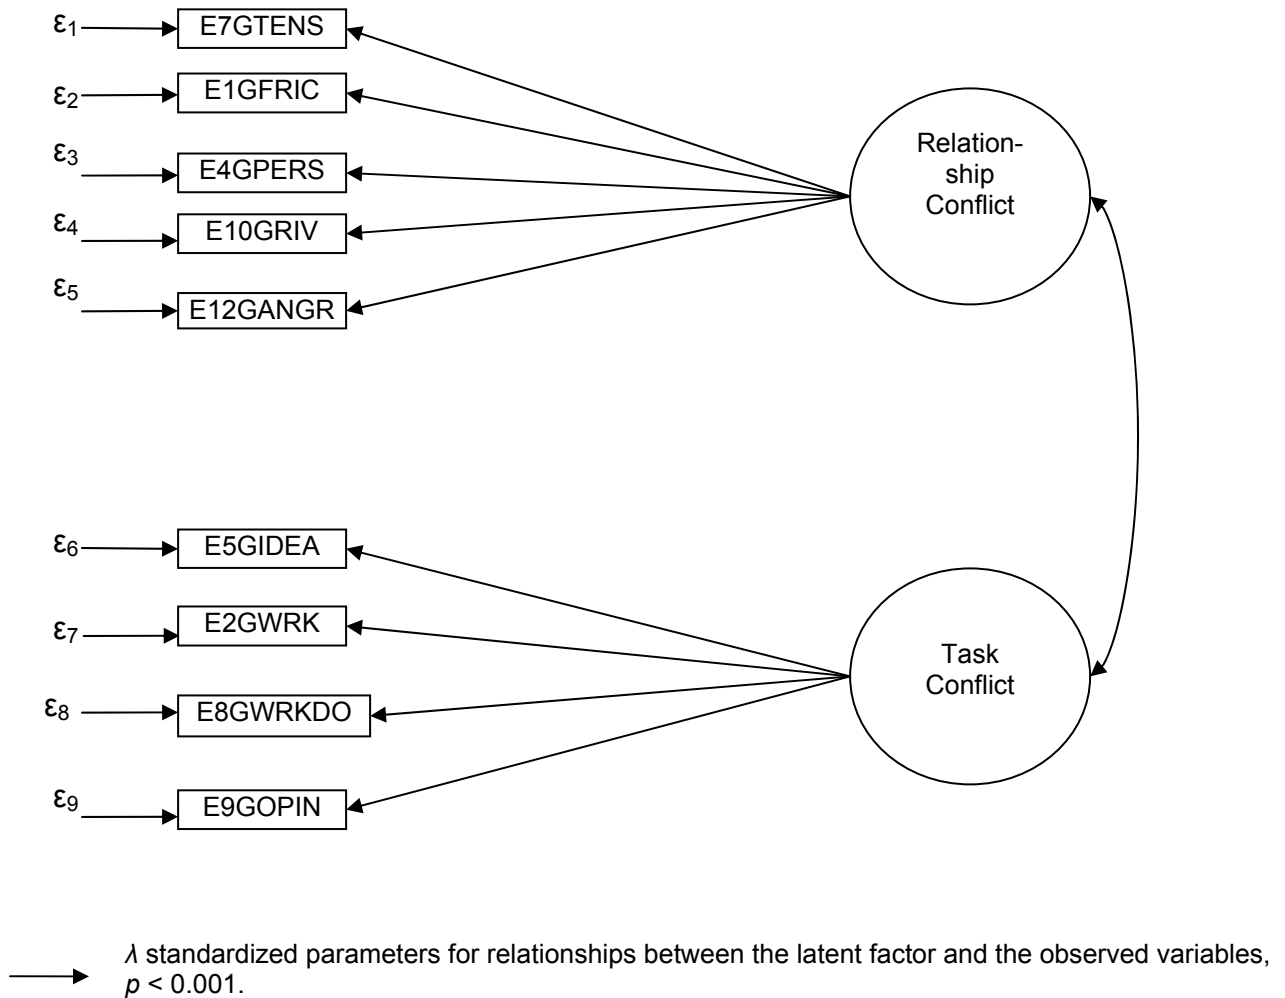 ε1 E7GTENS
ε2 E1GFRIC
ε3 E4GPERS
ε4 E10GRIV
ε5 E12GANGR
Relation-
ship
Conflict
ε6 E5GIDEA
ε7 E2GWRK
ε8 E8GWRKDO
ε9 E9GOPIN
Task
Conflict
λ standardized parameters for relationships between the latent factor and the observed variables,
p < 0.001.